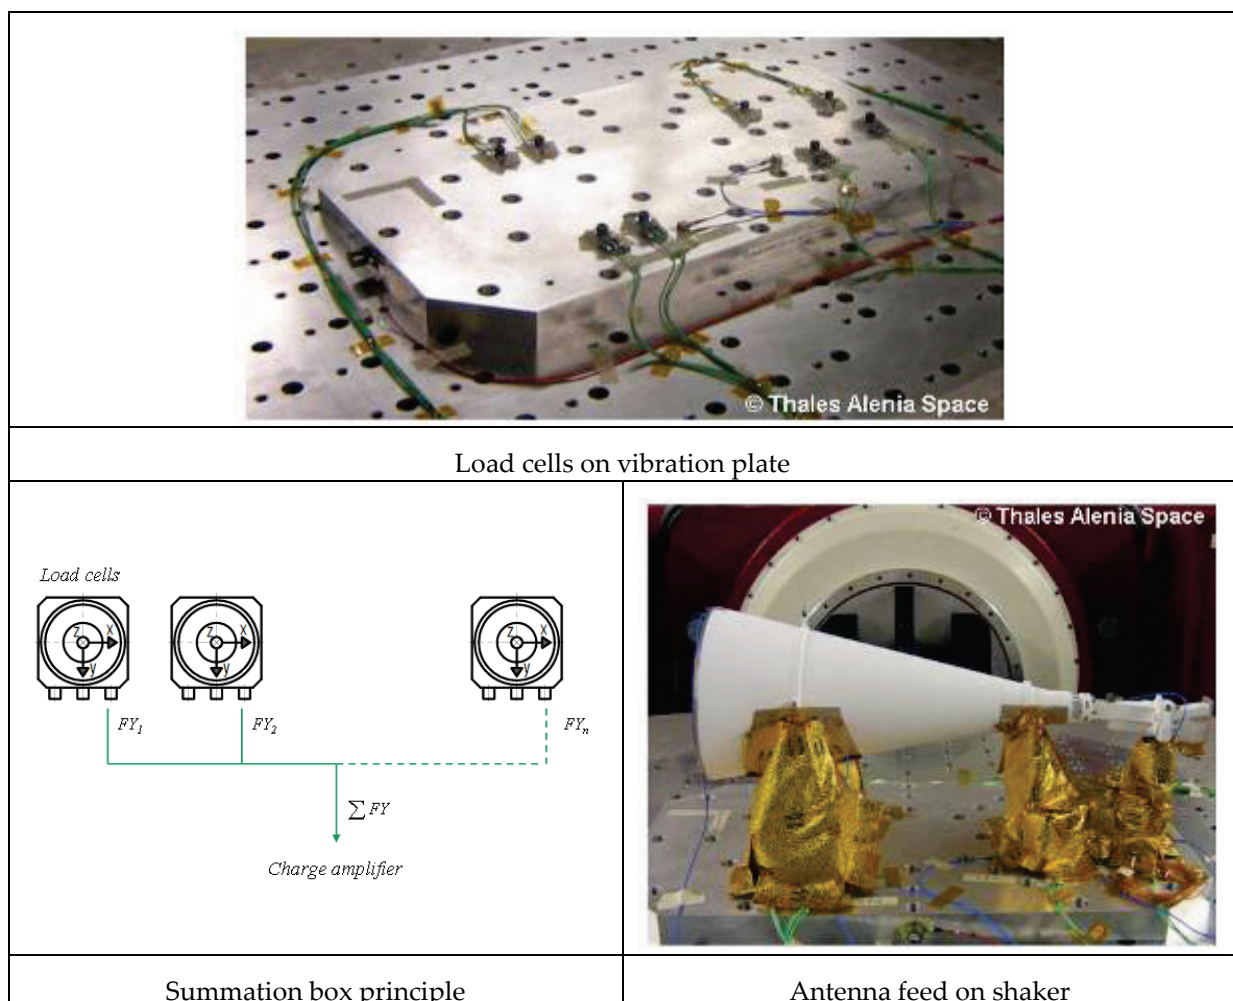 © Thales Alenia Space
Load cells on vibration plate
© Thales Alenia Space
Load cells
Z X
y
Z X
y
Z X
y
FY1
FY2
FYn
∑ FY
Charge amplifier
Summation box principle
Antenna feed on shaker